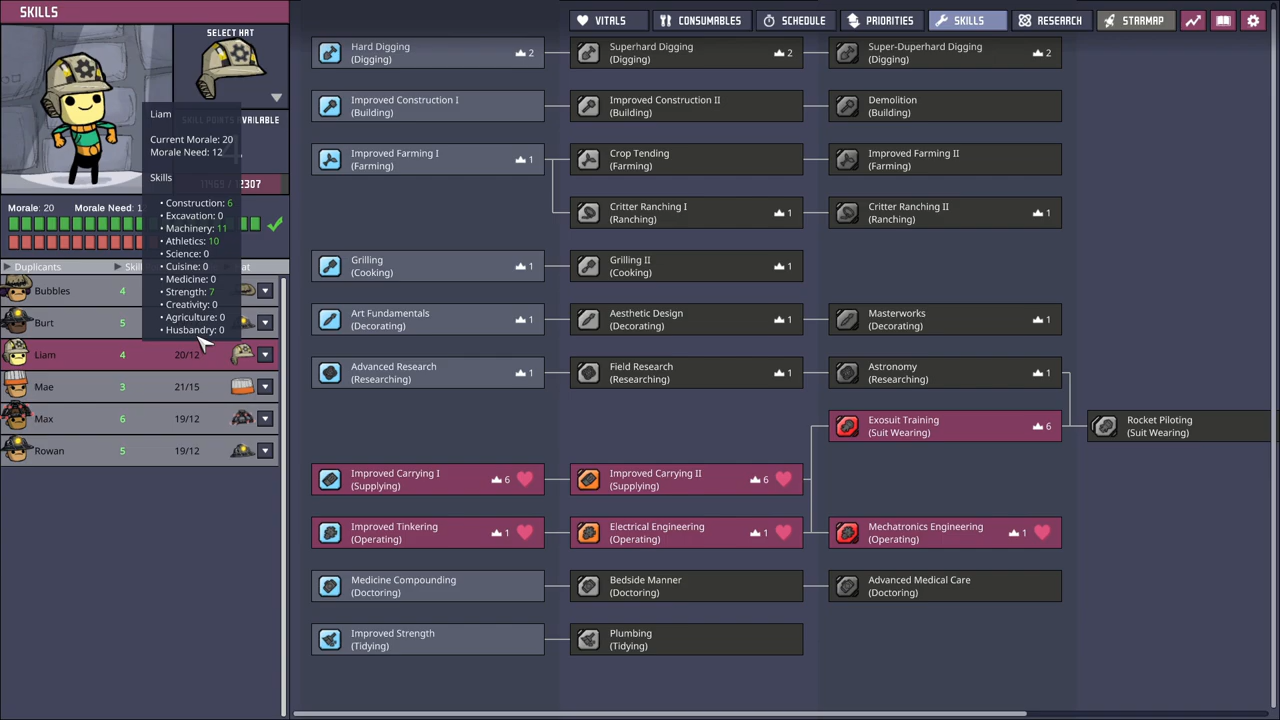 SKILLS
VITALS
CONSUMABLES
SCHEDULE
PRIORITIES
SKILLS
RESEARCH
STARMAP
SELECT HAT
AVAILABLE
Liam
Current Morale: 20
Morale Need: 12
Skills
• Construction: 6
• Excavation: 0
• Machinery: 11
• Athletics: 10
• Science: 0
• Cuisine: 0
• Medicine: 0
• Strength: 7
• Creativity: 0
• Agriculture: 0
• Husbandry: 0
12307
Morale: 20
Morale Need: 1
Duplicants
Bubbles 4
Burt 5
Liam 4 20/12
Mae 3 21/15
Max 6 19/12
Rowan 5 19/12
Hard Digging
(Digging)
2
Superhard Digging
(Digging)
2
Super-Duperhard Digging
(Digging)
2
Improved Construction I
(Building)
Improved Construction II
(Building)
Demolition
(Building)
Improved Farming I
(Farming)
1
Crop Tending
(Farming)
Improved Farming II
(Farming)
Critter Ranching I
(Ranching)
1
Critter Ranching II
(Ranching)
1
Grilling
(Cooking)
1
Grilling II
(Cooking)
1
Art Fundamentals
(Decorating)
1
Aesthetic Design
(Decorating)
1
Masterworks
(Decorating)
1
Advanced Research
(Researching)
1
Field Research
(Researching)
1
Astronomy
(Researching)
1
Exosuit Training
(Suit Wearing)
6
Rocket Piloting
(Suit Wearing)
Improved Carrying I
(Supplying)
6
Improved Carrying II
(Supplying)
6
Improved Tinkering
(Operating)
1
Electrical Engineering
(Operating)
1
Mechatronics Engineering
(Operating)
1
Medicine Compounding
(Doctoring)
Bedside Manner
(Doctoring)
Advanced Medical Care
(Doctoring)
Improved Strength
(Tidying)
Plumbing
(Tidying)